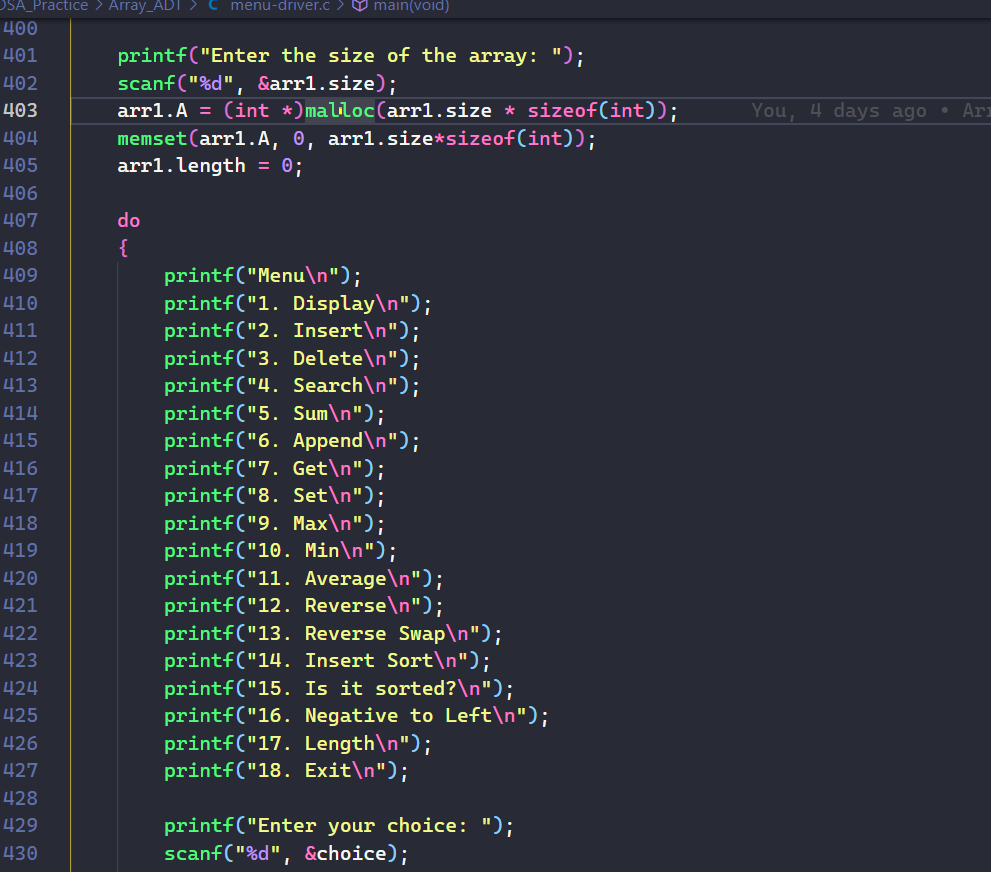 DSA_Practice > Array_ADT > C menu-driver.c > main(void)
400
401 printf("Enter the size of the array: ");
402 scanf("%d", &arr1.size);
403 arr1.A = (int *)malloc(arr1.size * sizeof(int)); You, 4 days ago •
404 memset(arr1.A, 0, arr1.size*sizeof(int));
405 arr1.length = 0;
406
407 do
408 {
409 printf("Menu\n");
410 printf("1. Display\n");
411 printf("2. Insert\n");
412 printf("3. Delete\n");
413 printf("4. Search\n");
414 printf("5. Sum\n");
415 printf("6. Append\n");
416 printf("7. Get\n");
417 printf("8. Set\n");
418 printf("9. Max\n");
419 printf("10. Min\n");
420 printf("11. Average\n");
421 printf("12. Reverse\n");
422 printf("13. Reverse Swap\n");
423 printf("14. Insert Sort\n");
424 printf("15. Is it sorted?\n");
425 printf("16. Negative to Left\n");
426 printf("17. Length\n");
427 printf("18. Exit\n");
428
429 printf("Enter your choice: ");
430 scanf("%d", &choice);